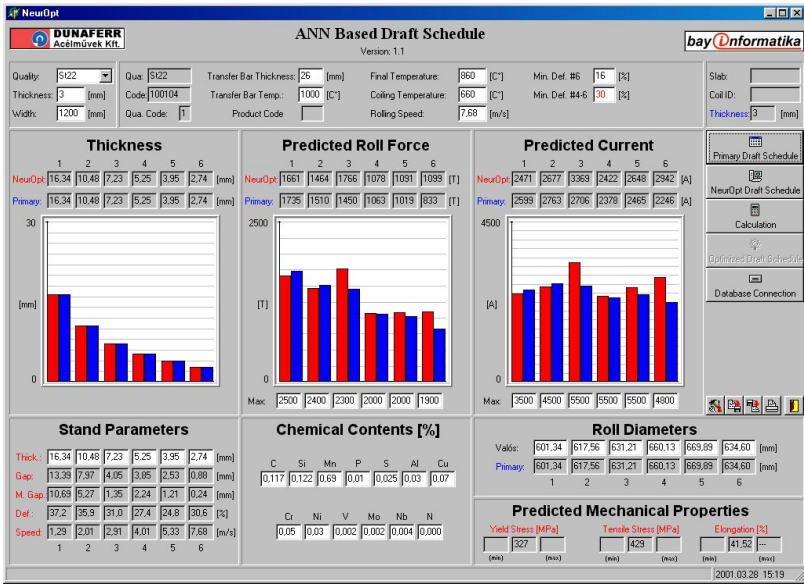 NeurOpt
DUNAFERR
Acélművek Kft.
ANN Based Draft Schedule
Version: 1.1
bay informatika
Quality: St22
Thickness: 3 [mm]
Width: 1200 [mm]
Qua: St22
Code: 100104
Qua. Code: 1
Transfer Bar Thickness: 26 [mm]
Transfer Bar Temp.: 1000 [C°]
Product Code
Final Temperature: 860 [C°]
Coiling Temperature: 660 [C°]
Rolling Speed: 7,68 [m/s]
Min. Def. #6 16 [%]
Min. Def. #4-6 30 [%]
Slab:
Coil ID:
Thickness: 3 [mm]
Thickness
1 2 3 4 5 6
NeurOpt: 16,34 10,48 7,23 5,25 3,95 2,74 [mm]
Primary: 16,34 10,48 7,23 5,25 3,95 2,74 [mm]
30
[mm]
0
Predicted Roll Force
1 2 3 4 5 6
NeurOpt: 1661 1464 1766 1078 1091 1099 [T]
Primary: 1735 1510 1450 1063 1019 833 [T]
2500
[T]
0
Max: 2500 2400 2300 2000 2000 1900
Predicted Current
1 2 3 4 5 6
NeurOpt: 2471 2677 3369 2422 2648 2942 [A]
Primary: 2599 2763 2706 2378 2465 2246 [A]
4500
[A]
0
Max: 3500 4500 5500 5500 5500 4800
Primary Draft Schedule
NeurOpt Draft Schedule
Calculation
Optimized Draft Schedule
Database Connection
Stand Parameters
Thick.: 16,34 10,48 7,23 5,25 3,95 2,74 [mm]
Gap: 13,39 7,97 4,05 3,85 2,53 0,88 [mm]
M. Gap: 10,69 5,27 1,35 2,24 1,21 0,24 [mm]
Def.: 37,2 35,9 31,0 27,4 24,8 30,6 [%]
Speed: 1,29 2,01 2,91 4,01 5,33 7,68 [m/s]
1 2 3 4 5 6
Chemical Contents [%]
C Si Mn P S Al Cu
0,117 0,122 0,69 0,01 0,025 0,03 0,07
Cr Ni V Mo Nb N
0,05 0,03 0,002 0,002 0,004 0,000
Roll Diameters
Valós: 601,34 617,56 631,21 660,13 669,89 634,60 [mm]
Primary: 601,34 617,56 631,21 660,13 669,89 634,60 [mm]
1 2 3 4 5 6
Predicted Mechanical Properties
Yield Stress [MPa] Tensile Stress [MPa] Elongation [%]
327 429 41,52 ---
(min) (max) (min) (max) (min) (max)
2001.03.28 15:19